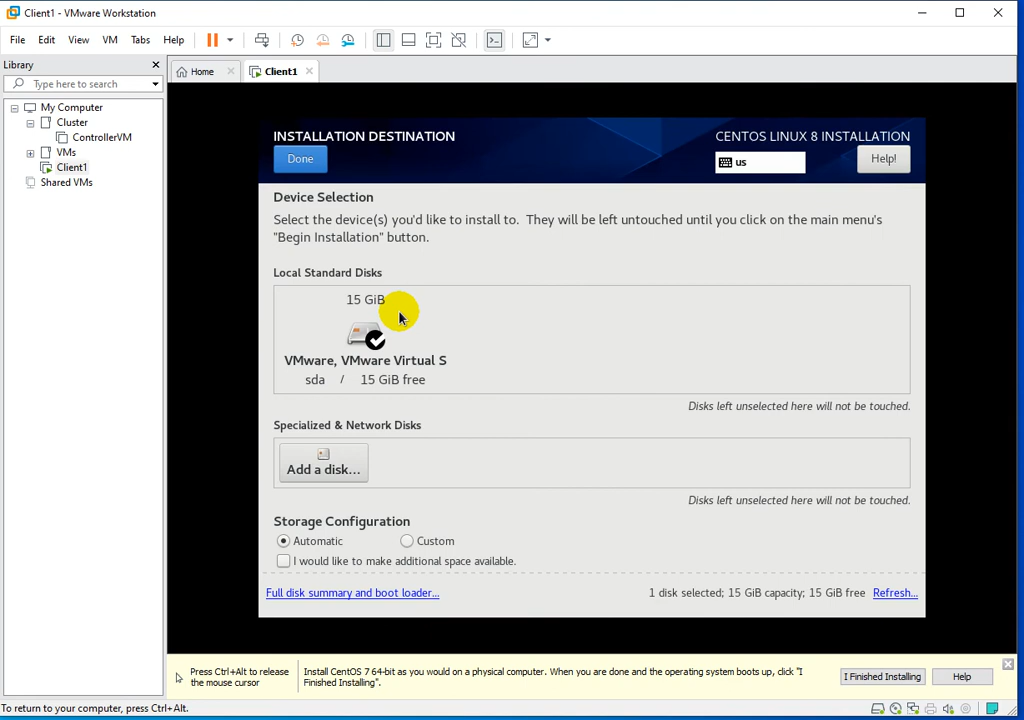 Client1 - VMware Workstation
File Edit View VM Tabs Help
Library
Type here to search
My Computer
Cluster
ControllerVM
VMs
Client1
Shared VMs
Home
Client1
INSTALLATION DESTINATION
CENTOS LINUX 8 INSTALLATION
Done
us
Help!
Device Selection
Select the device(s) you'd like to install to. They will be left untouched until you click on the main menu's
"Begin Installation" button.
Local Standard Disks
15 GiB
VMware, VMware Virtual S
sda / 15 GiB free
Disks left unselected here will not be touched.
Specialized & Network Disks
Add a disk...
Disks left unselected here will not be touched.
Storage Configuration
Automatic Custom
I would like to make additional space available.
Full disk summary and boot loader...
1 disk selected; 15 GiB capacity; 15 GiB free Refresh...
Press Ctrl+Alt to release
the mouse cursor
Install CentOS 7 64-bit as you would on a physical computer. When you are done and the operating system boots up, click "I
Finished Installing".
I Finished Installing
Help
To return to your computer, press Ctrl+Alt.